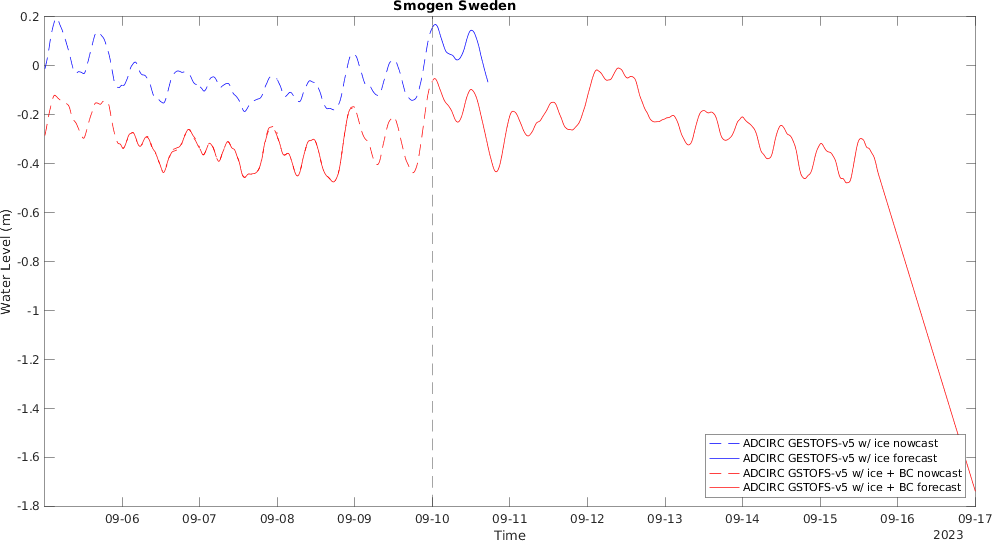 Smogen Sweden
0.2
0
-0.2
-0.4
-0.6
-0.8
-1
-1.2
-1.4
-1.6
-1.8
Water Level (m)
ADCIRC GESTOFS-v5 w/ ice nowcast
ADCIRC GESTOFS-v5 w/ ice forecast
ADCIRC GSTOFS-v5 w/ ice + BC nowcast
ADCIRC GSTOFS-v5 w/ ice + BC forecast
09-06 09-07 09-08 09-09 09-10 09-11 09-12 09-13 09-14 09-15 09-16 09-17
Time
2023